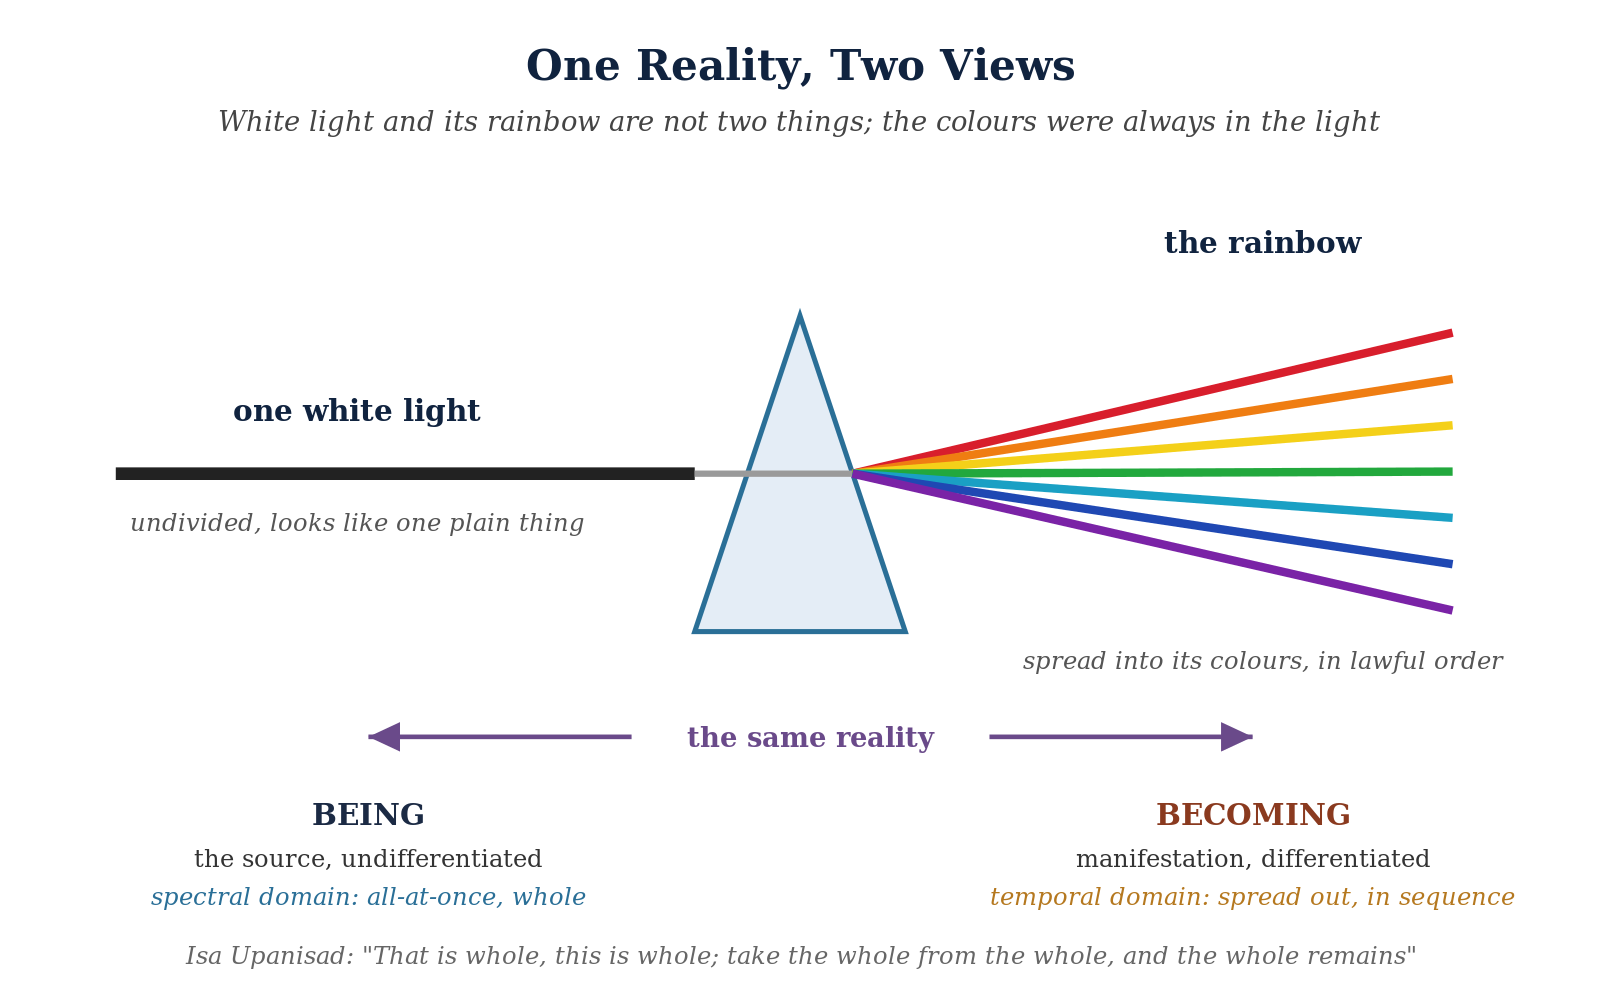 One Reality, Two Views
White light and its rainbow are not two things; the colours were always in the light
the rainbow
one white light
undivided, looks like one plain thing
spread into its colours, in lawful order
the same reality
BEING
the source, undifferentiated
spectral domain: all-at-once, whole
BECOMING
manifestation, differentiated
temporal domain: spread out, in sequence
Isa Upanisad: "That is whole, this is whole; take the whole from the whole, and the whole remains"